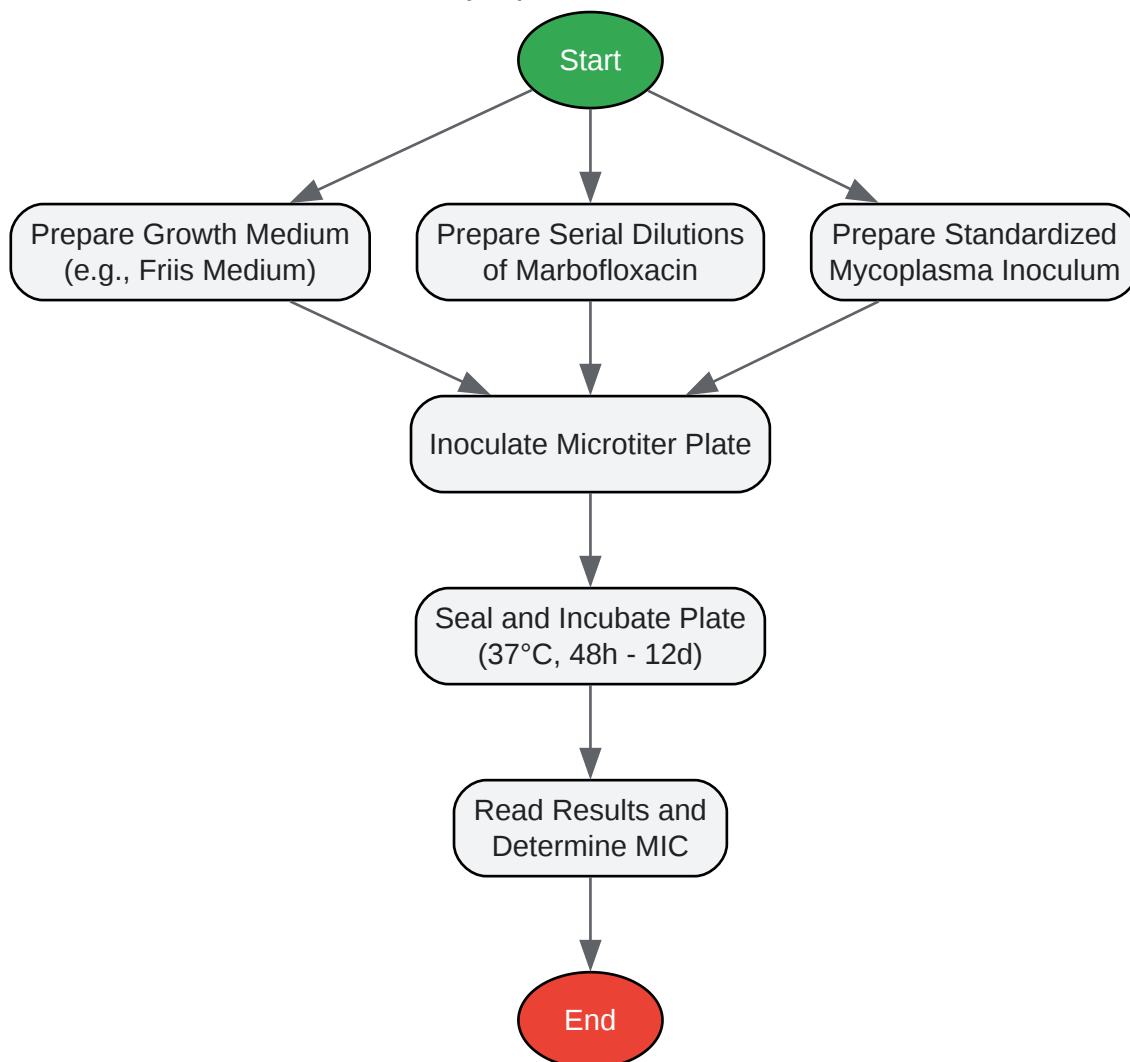 Start
Prepare Growth Medium
(e.g., Friis Medium)
Prepare Serial Dilutions
of Marbofloxacin
Prepare Standardized
Mycoplasma Inoculum
Inoculate Microtiter Plate
Seal and Incubate Plate
(37°C, 48h - 12d)
Read Results and
Determine MIC
End